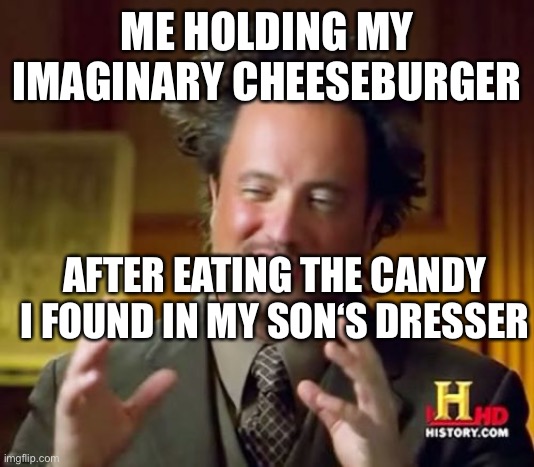 ME HOLDING MY
IMAGINARY CHEESEBURGER
AFTER EATING THE CANDY
I FOUND IN MY SON‘S DRESSER
H HD
HISTORY.COM
imgflip.com